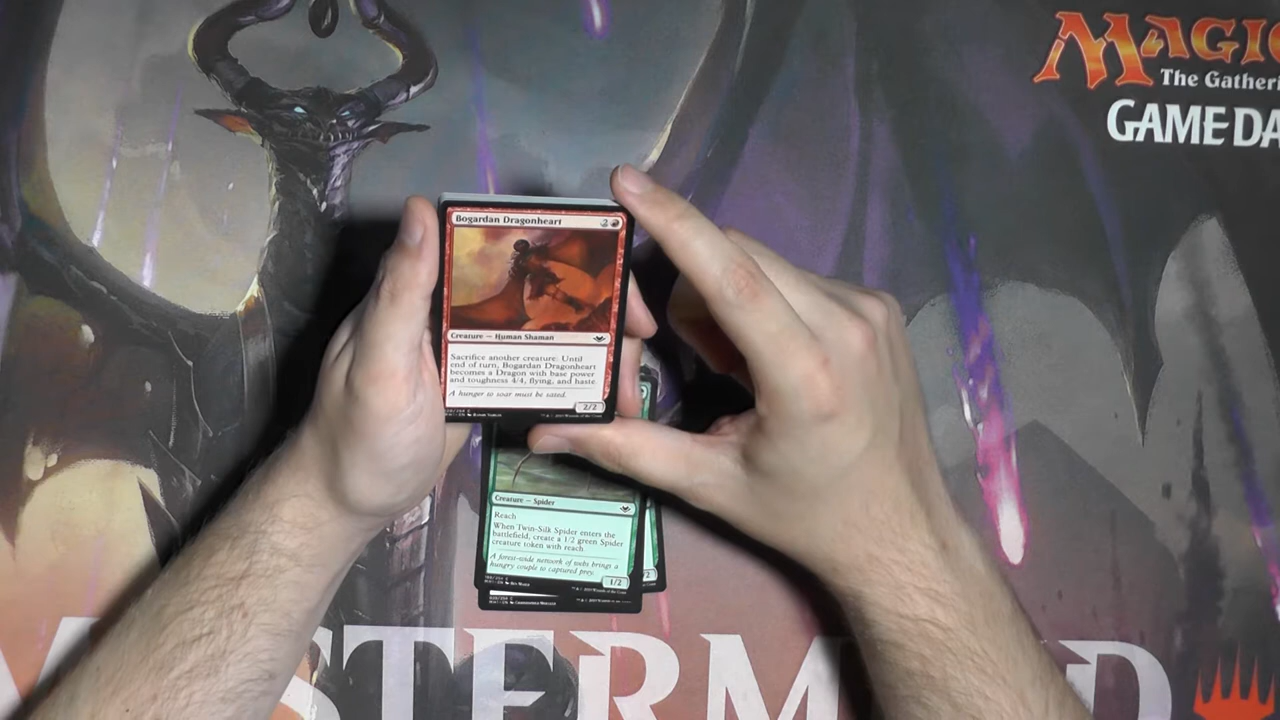 MAGIC
The Gatheri
GAME DA
Bogardan Dragonheart 2
Creature — Human Shaman
Sacrifice another creature: Until
end of turn, Bogardan Dragonheart
becomes a Dragon with base power
and toughness 4/4, flying, and haste.
A hunger to soar must be sated.
2/2
Creature — Spider
Reach
When Twin-Silk Spider enters the
battlefield, create a 1/2 green Spider
creature token with reach.
A forest-wide network of webs brings a
hungry couple to captured prey.
1/2